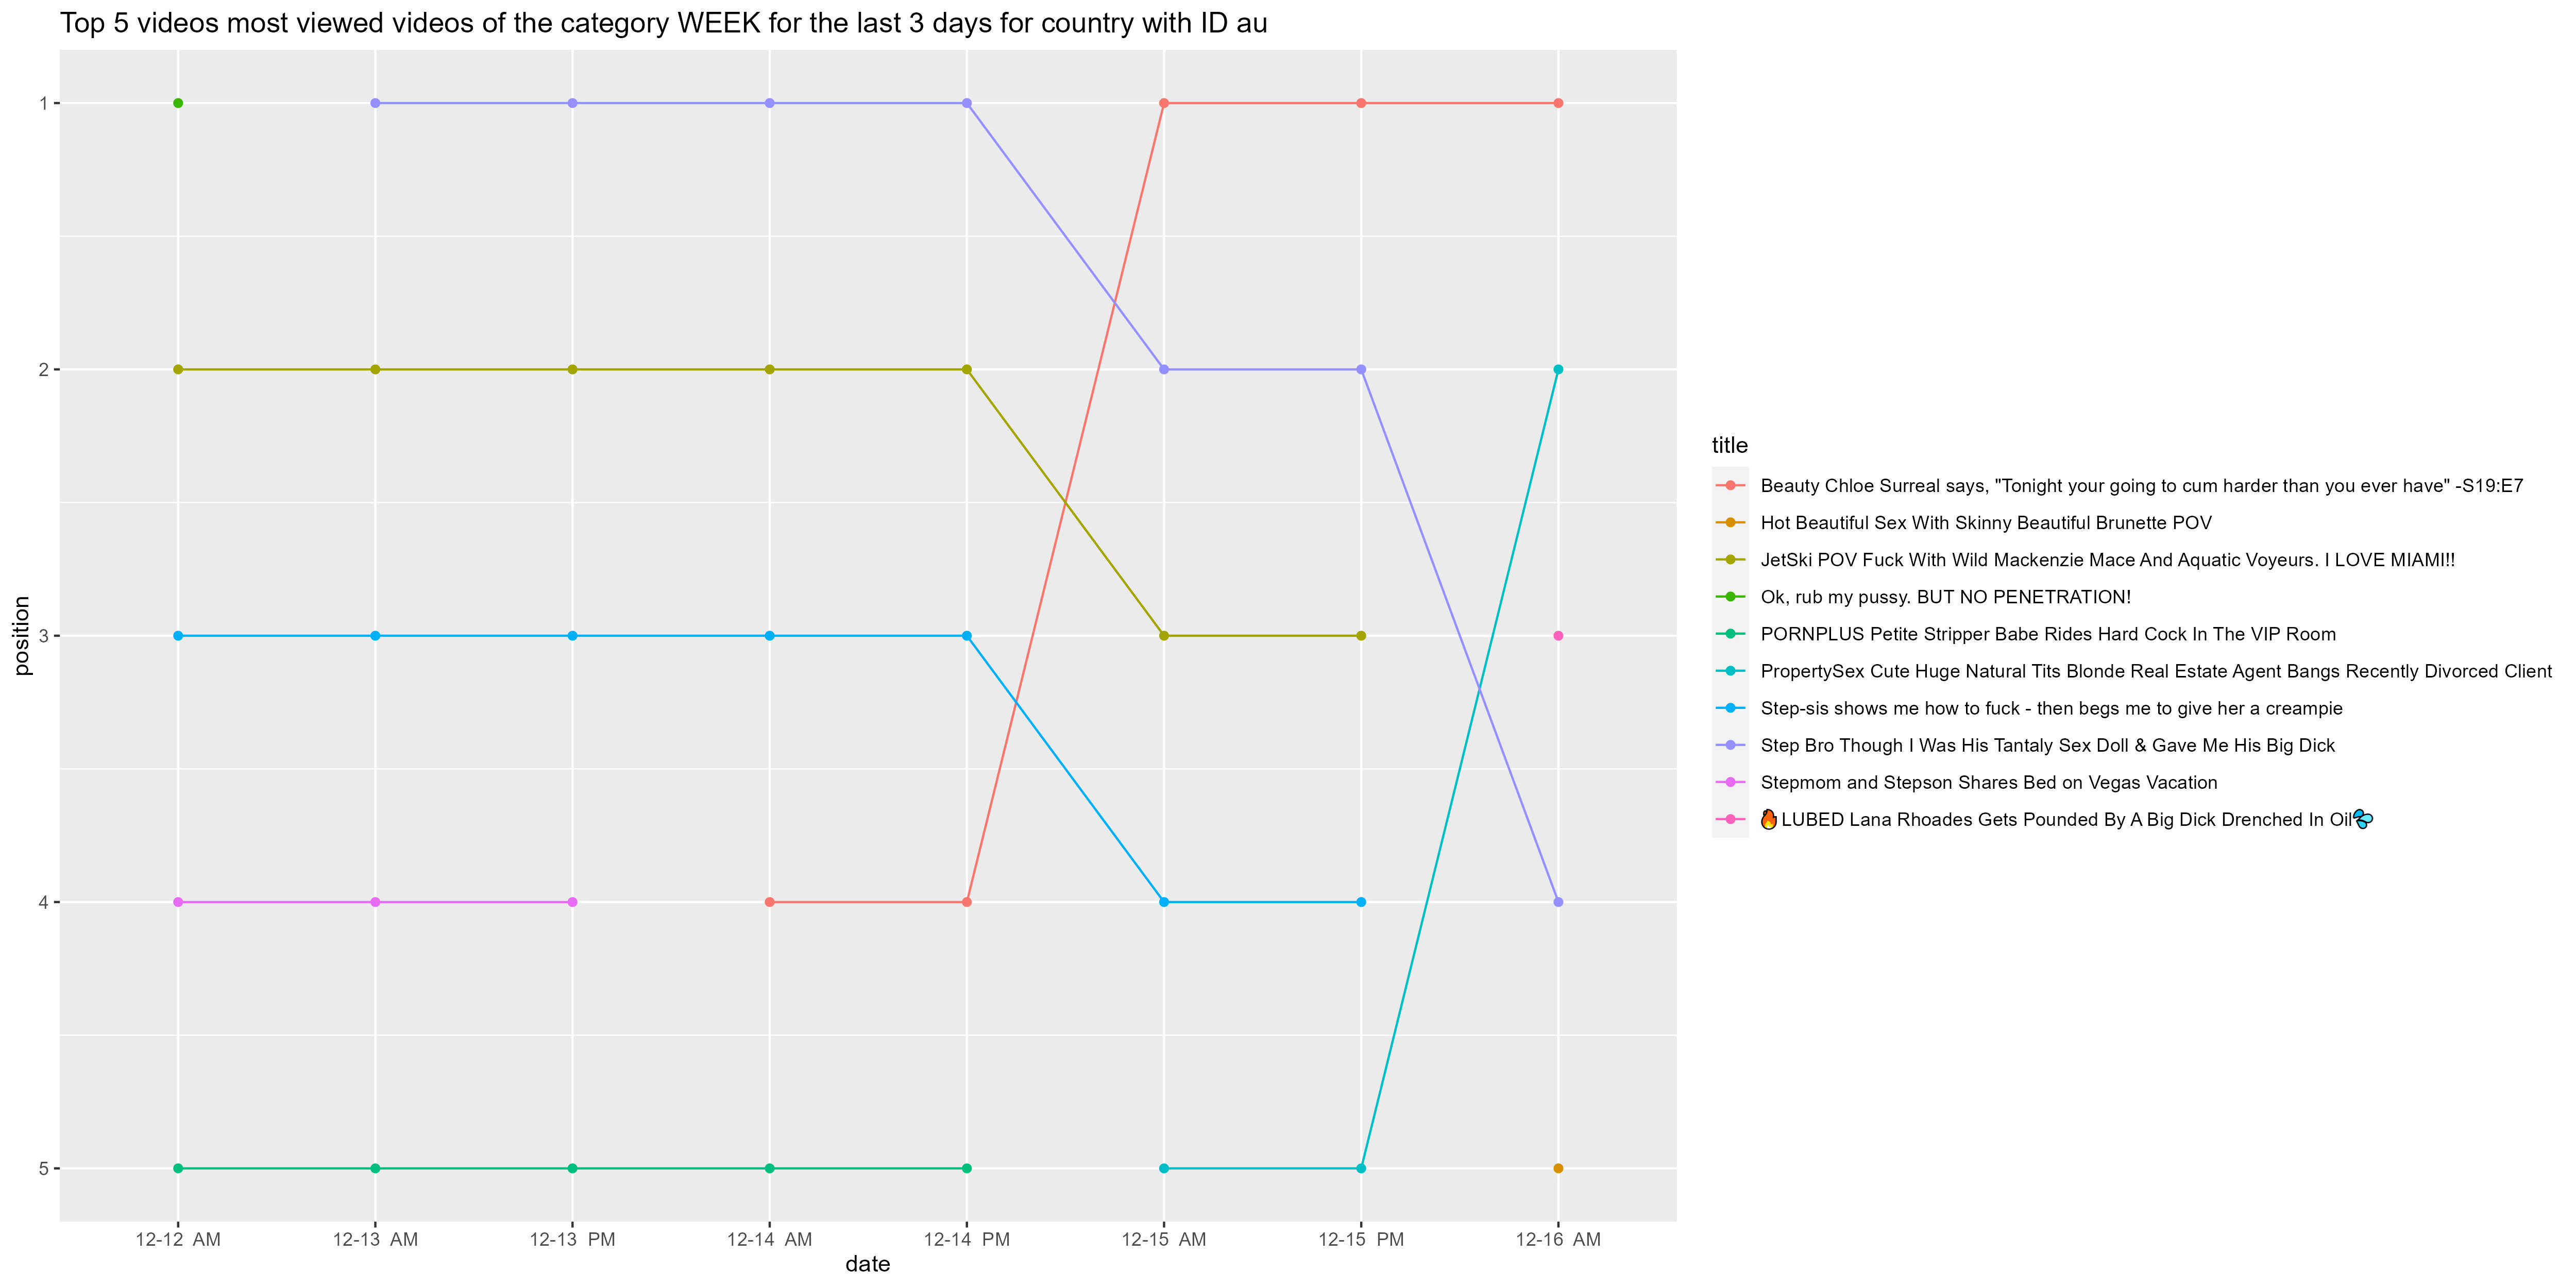 Top 5 videos most viewed videos of the category WEEK for the last 3 days for country with ID au
position
1
2
3
4
5
12-12 AM
12-13 AM
12-13 PM
12-14 AM
12-14 PM
12-15 AM
12-15 PM
12-16 AM
date
title
Beauty Chloe Surreal says, "Tonight your going to cum harder than you ever have" -S19:E7
Hot Beautiful Sex With Skinny Beautiful Brunette POV
JetSki POV Fuck With Wild Mackenzie Mace And Aquatic Voyeurs. I LOVE MIAMI!!
Ok, rub my pussy. BUT NO PENETRATION!
PORNPLUS Petite Stripper Babe Rides Hard Cock In The VIP Room
PropertySex Cute Huge Natural Tits Blonde Real Estate Agent Bangs Recently Divorced Client
Step-sis shows me how to fuck - then begs me to give her a creampie
Step Bro Though I Was His Tantaly Sex Doll & Gave Me His Big Dick
Stepmom and Stepson Shares Bed on Vegas Vacation
🔥LUBED Lana Rhoades Gets Pounded By A Big Dick Drenched In Oil💦